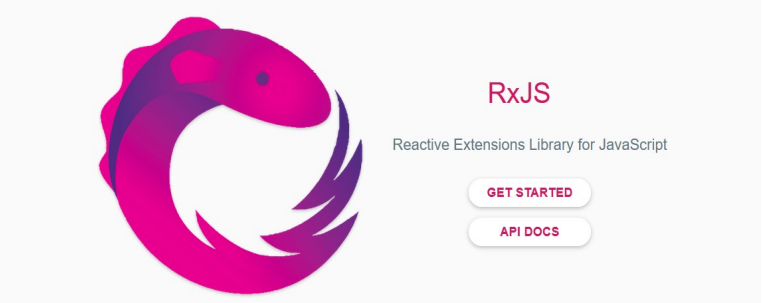 RxJS
Reactive Extensions Library for JavaScript
GET STARTED
API DOCS